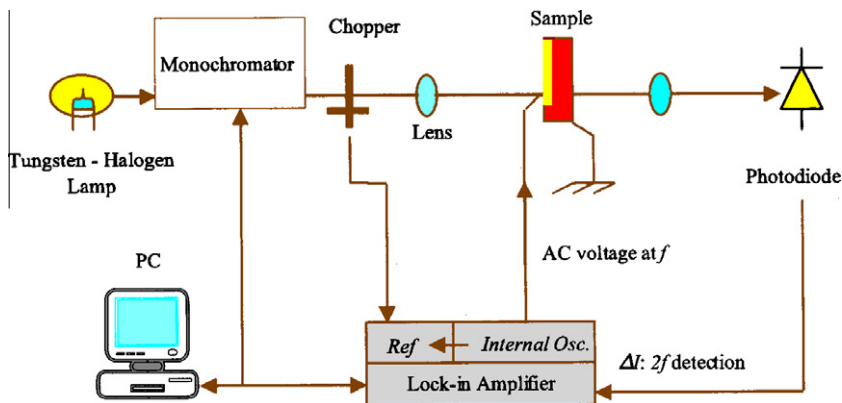 Sample
Chopper
Monochromator
Lens
Tungsten - Halogen
Lamp
Photodiode
PC
AC voltage at f
Ref
Internal Osc.
ΔI: 2f detection
Lock-in Amplifier